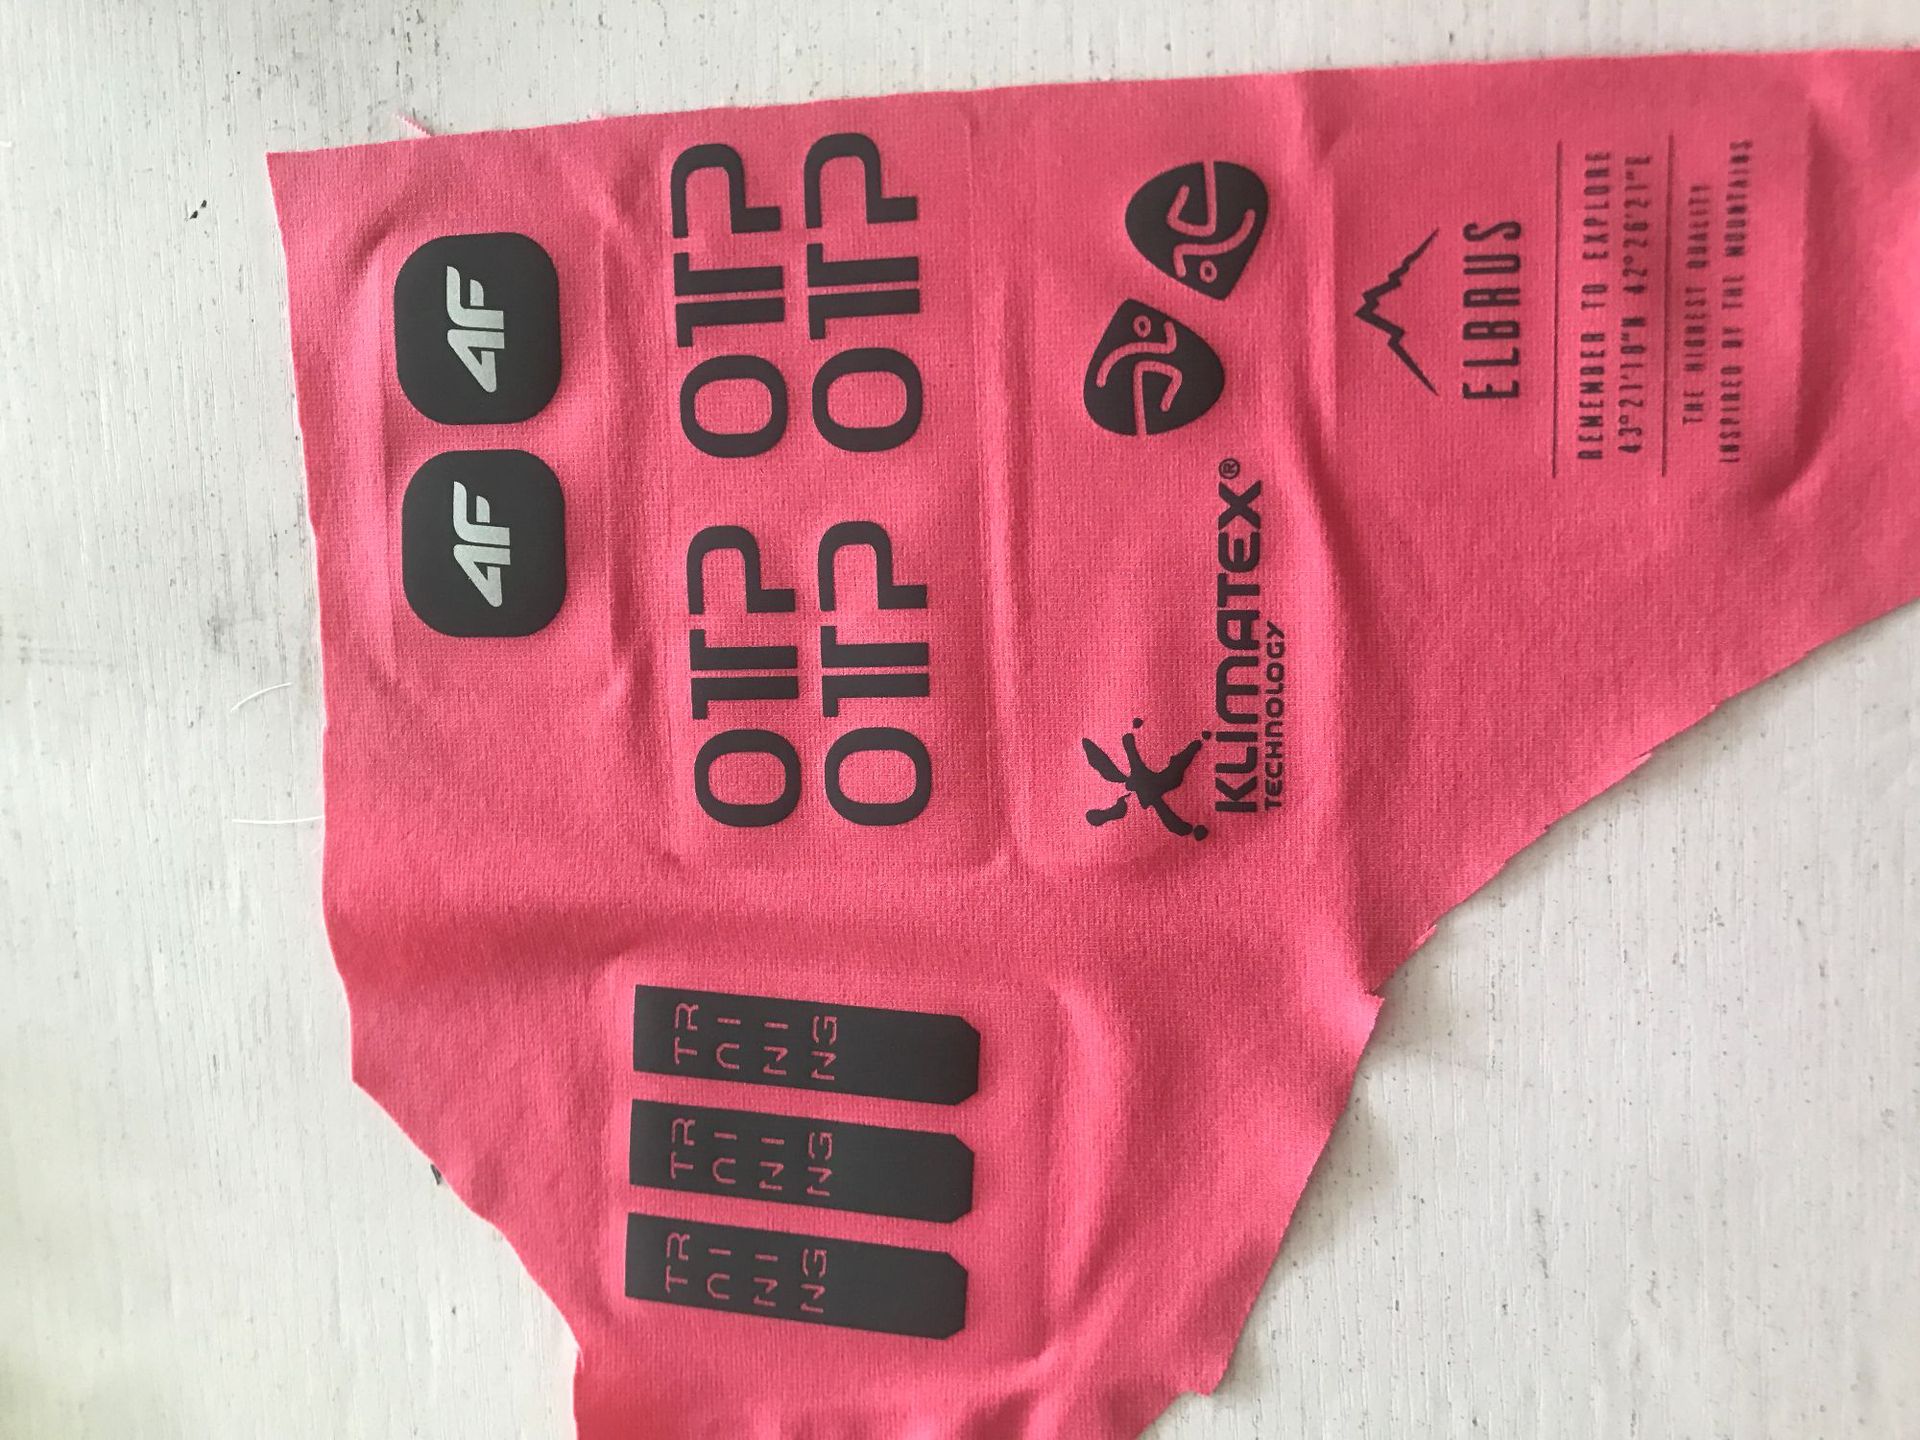 4F 4F
OTP OTP
OTP OTP
TR TR TR
AI AI AI
NI NI NI
NG NG NG
KLIMATEX®
TECHNOLOGY
ELBRUS
REMEMBER TO EXPLORE
43°21'18"N 42°26'21"E
THE HIGHEST QUALITY
INSPIRED BY THE MOUNTAINS